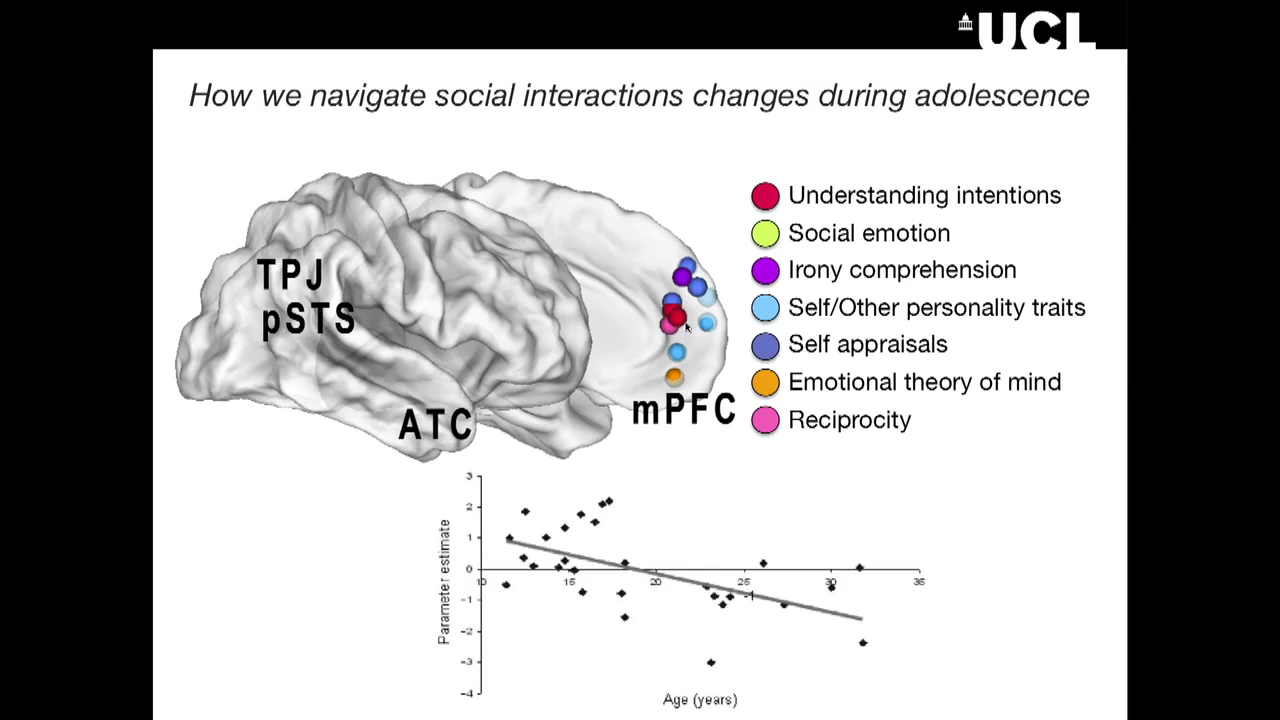 UCL
How we navigate social interactions changes during adolescence
TPJ
pSTS
ATC
mPFC
Understanding intentions
Social emotion
Irony comprehension
Self/Other personality traits
Self appraisals
Emotional theory of mind
Reciprocity
Parameter estimate
3
2
1
0
-1
-2
-3
-4
10
15
20
25
30
35
-1
Age (years)